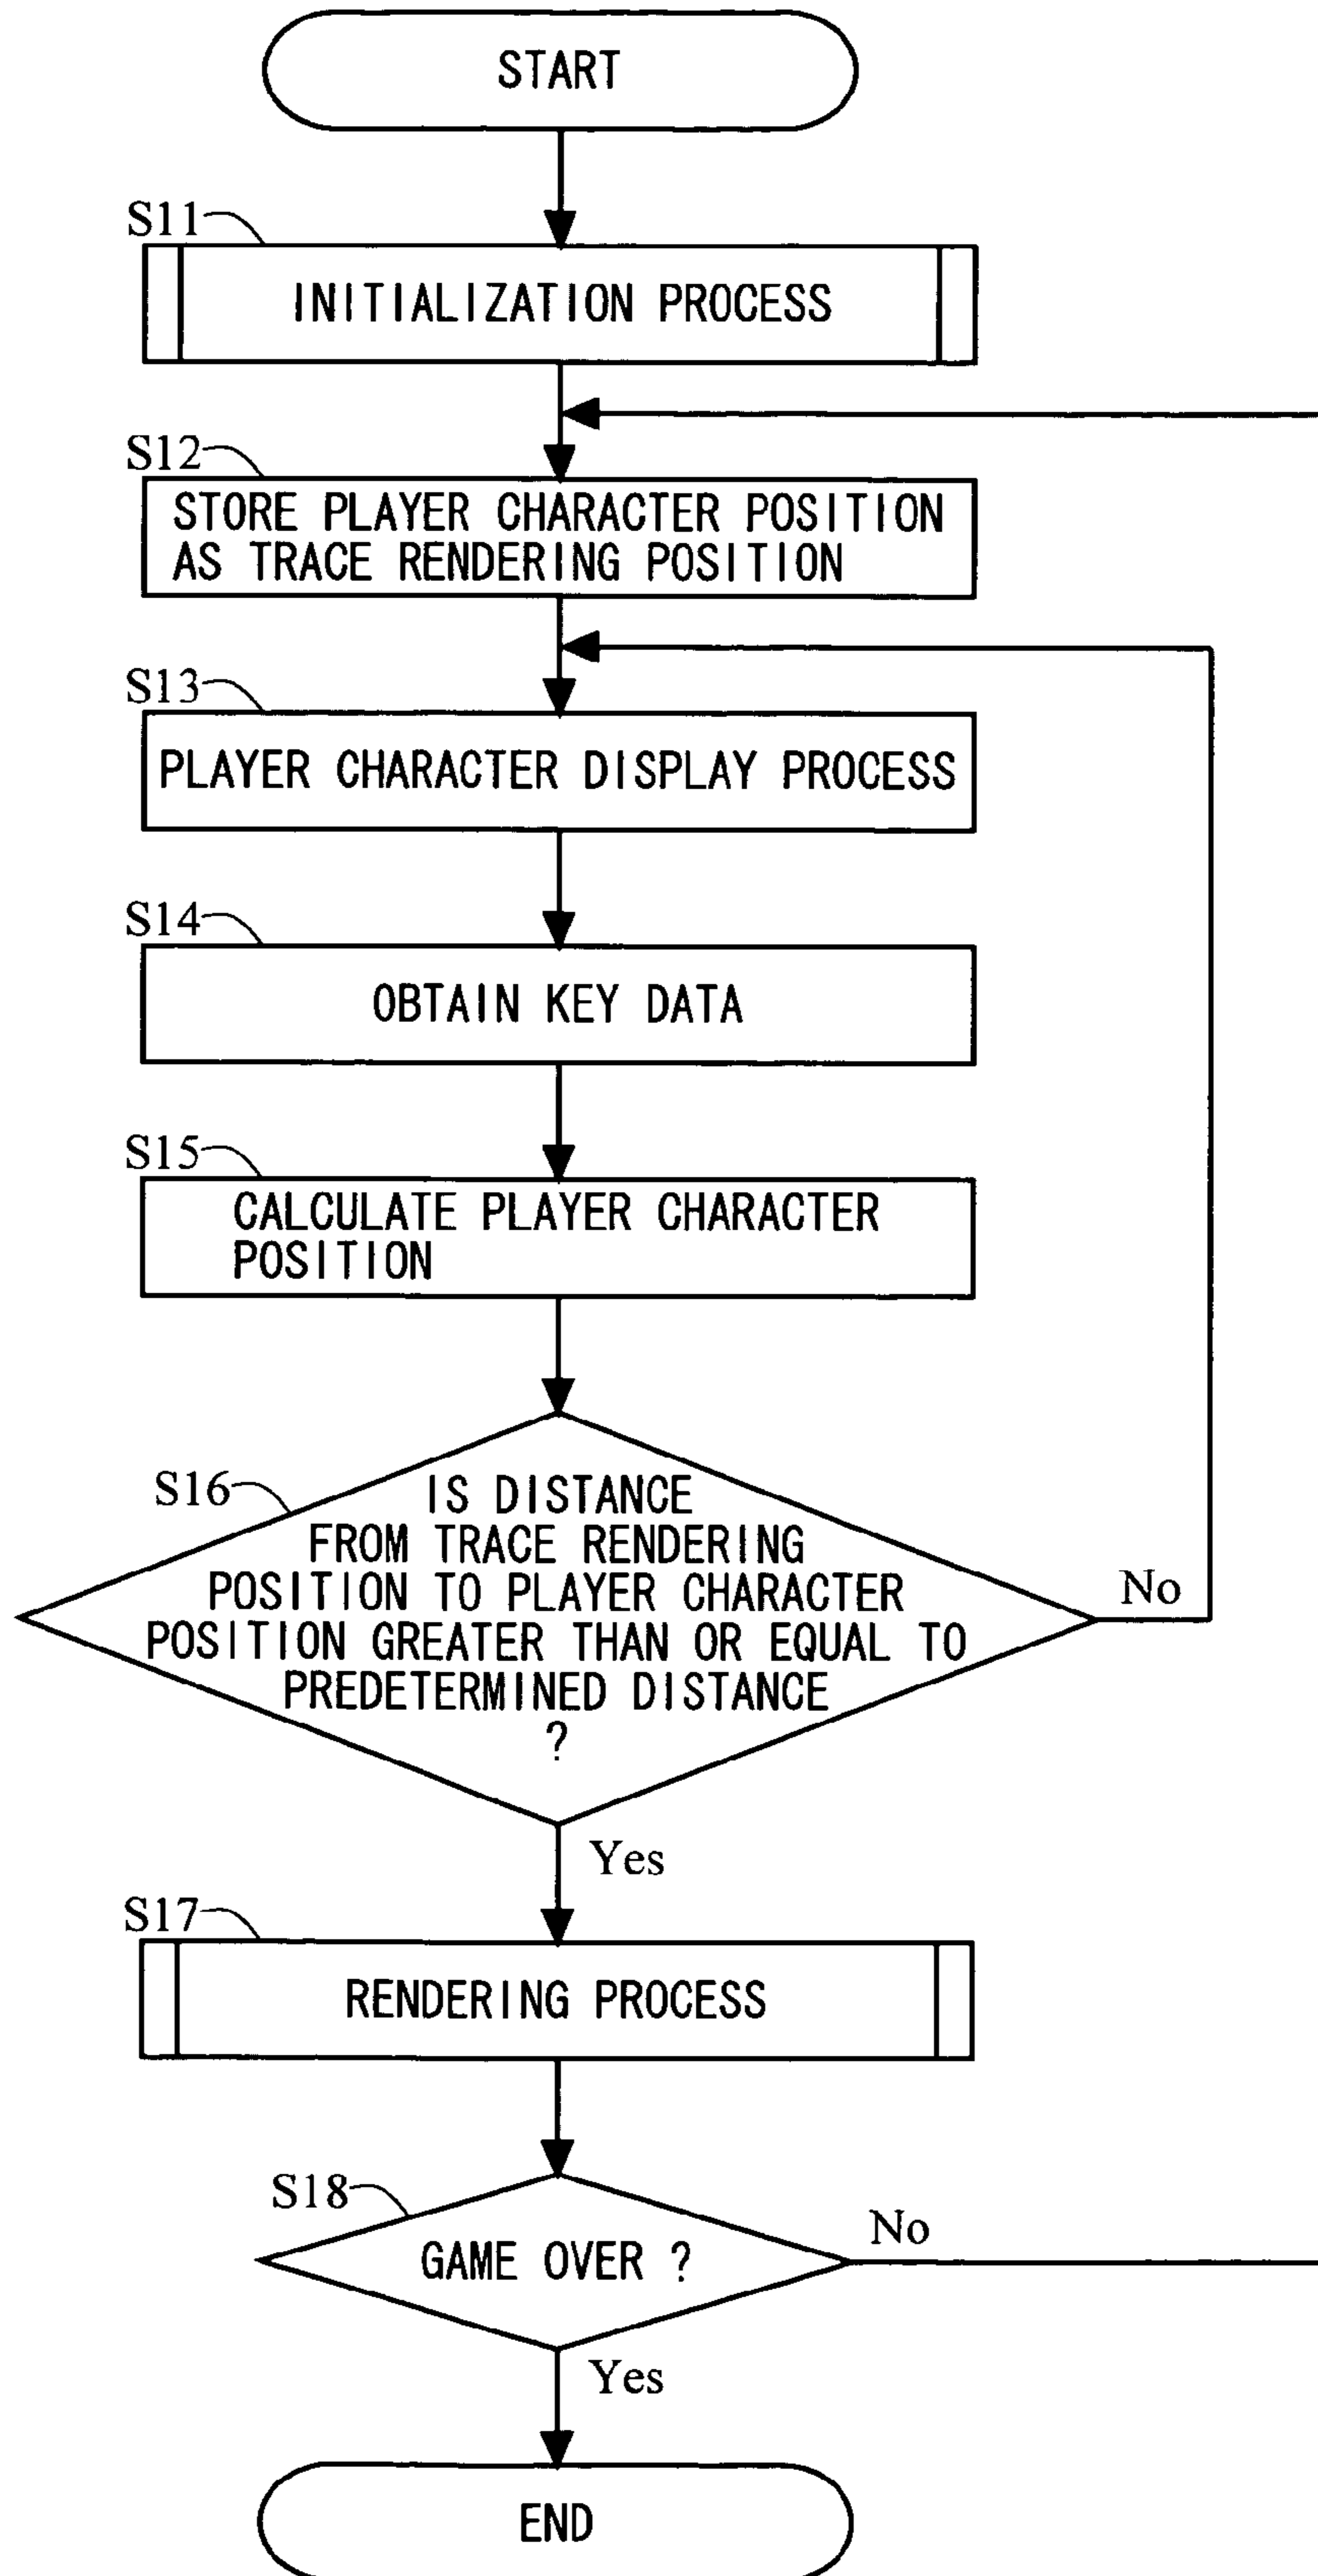 START
S11
INITIALIZATION PROCESS
S12
STORE PLAYER CHARACTER POSITION
AS TRACE RENDERING POSITION
S13
PLAYER CHARACTER DISPLAY PROCESS
S14
OBTAIN KEY DATA
S15
CALCULATE PLAYER CHARACTER
POSITION
S16
IS DISTANCE
FROM TRACE RENDERING
POSITION TO PLAYER CHARACTER
POSITION GREATER THAN OR EQUAL TO
PREDETERMINED DISTANCE
?
No
Yes
S17
RENDERING PROCESS
S18
GAME OVER ?
No
Yes
END